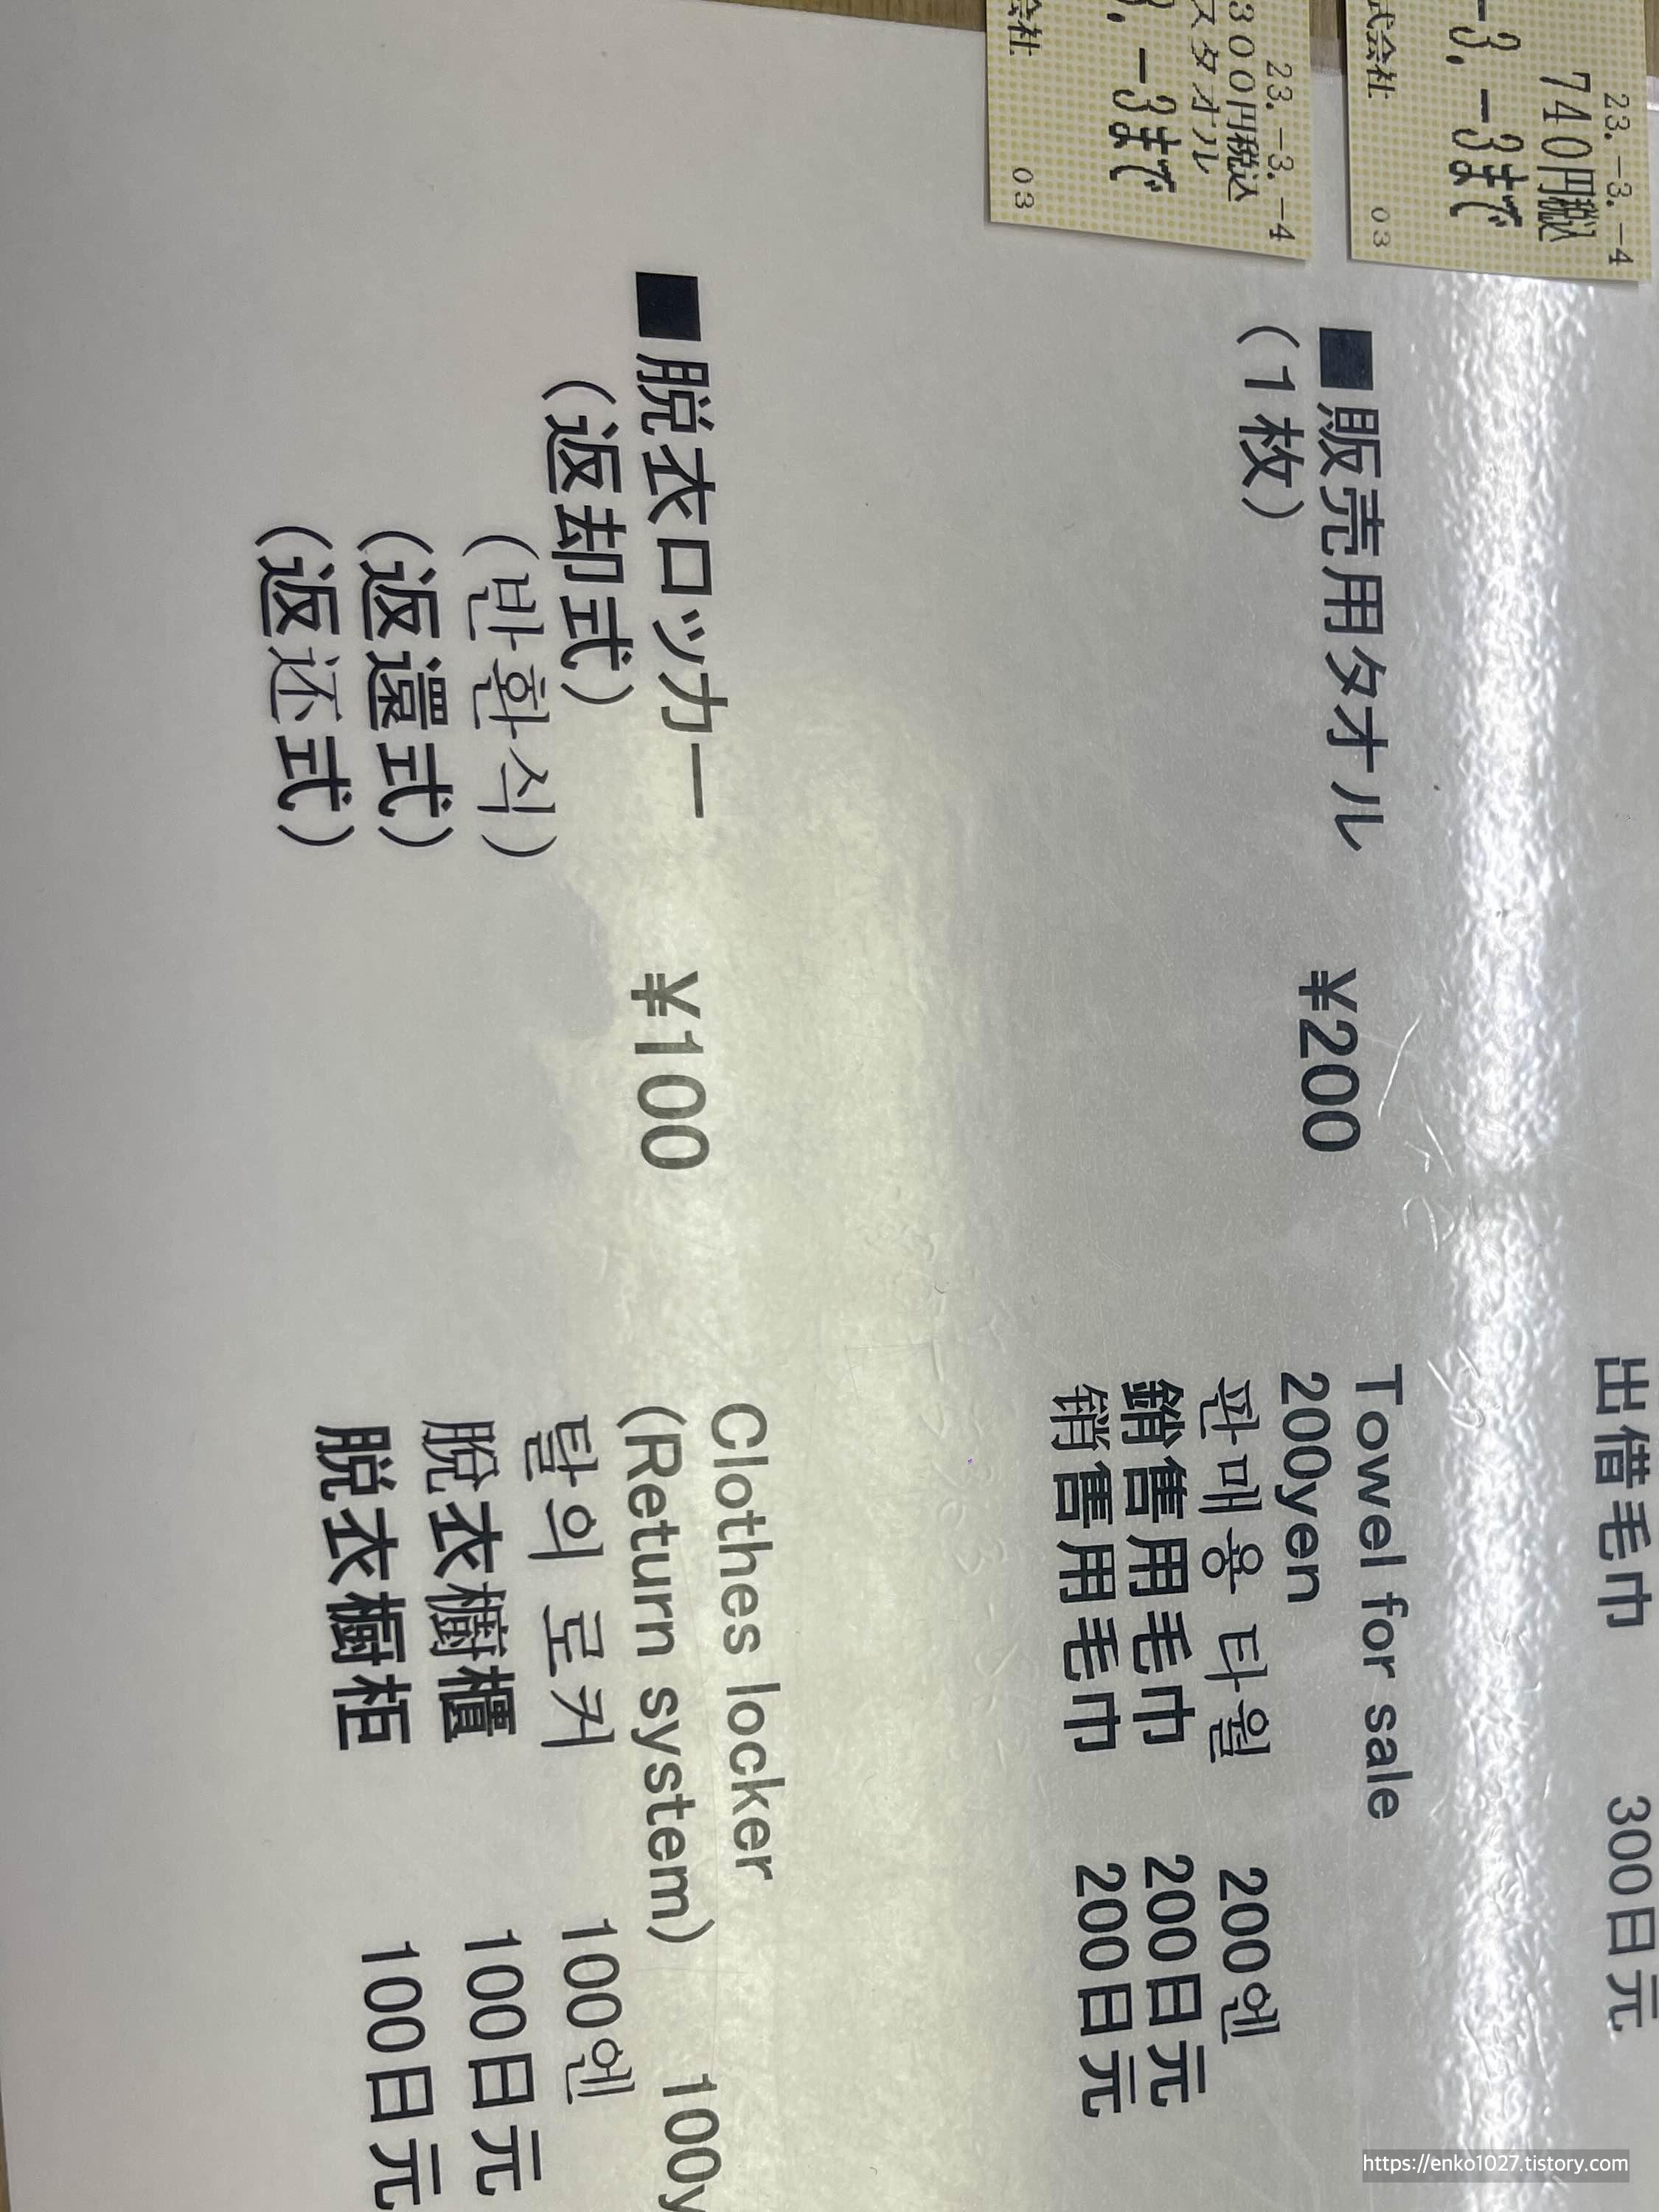 出借毛巾 300日元
■販売用タオル ¥200 Towel for sale
(1枚) 200yen
판매용 타월 200엔
銷售用毛巾 200日元
销售用毛巾 200日元
■脱衣ロッカー ¥100 Clothes locker
(返却式) (Return system)
(반환식) 탈의 로커 100엔
(返還式) 脫衣櫥櫃 100日元
(返还式) 脱衣橱柜 100日元
23.-3.-4
740円税込
-3まで
式会社 03
23.-3.-4
300円税込
スタオル
-3まで
会社 03
https://enko1027.tistory.com